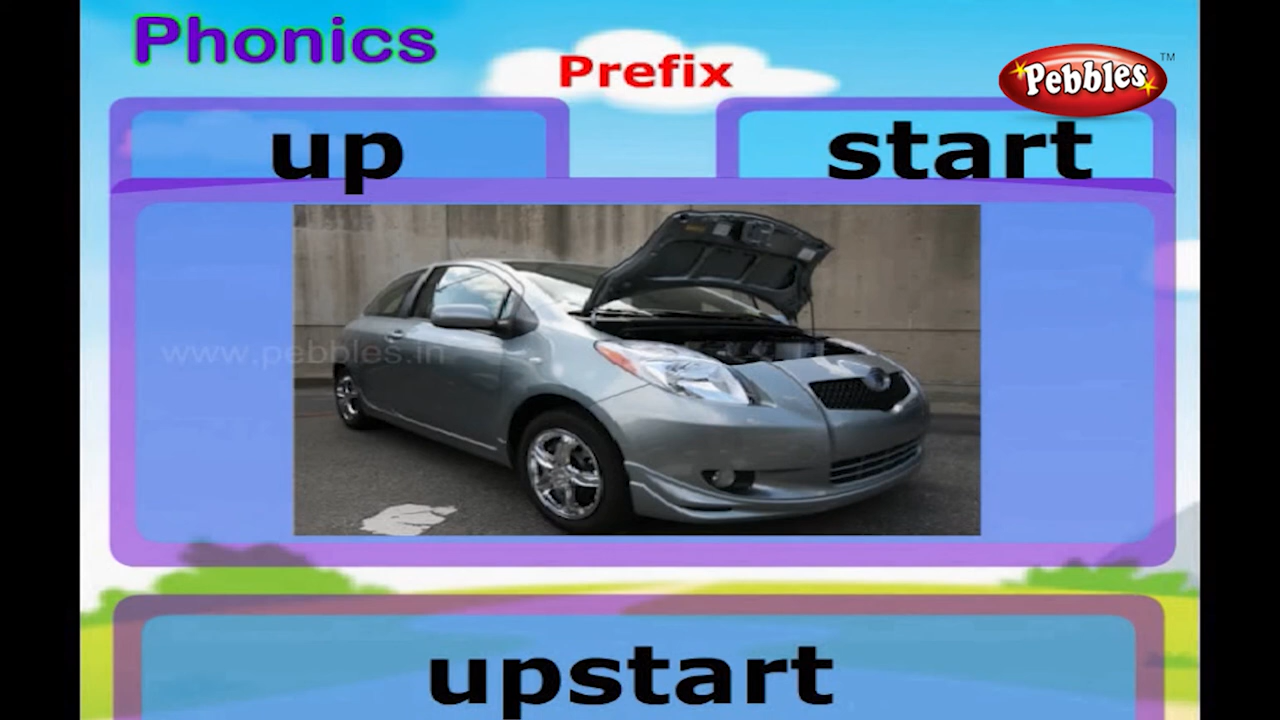 Phonics
Prefix
Pebbles TM
up start
www.pebbles.in
upstart